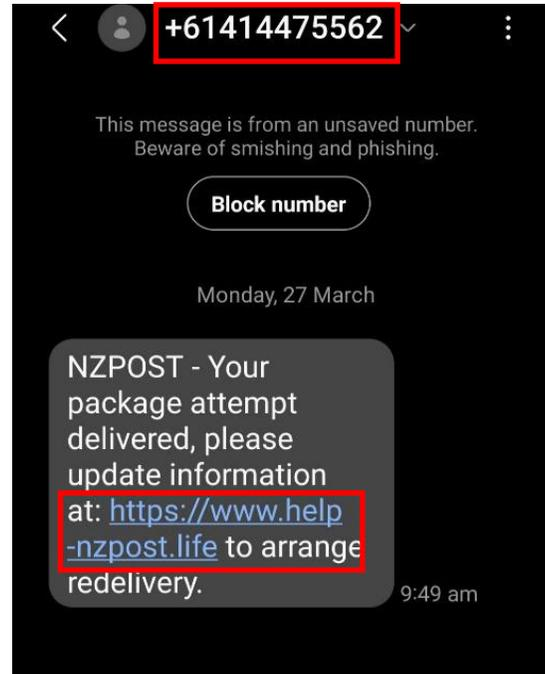 +61414475562
This message is from an unsaved number.
Beware of smishing and phishing.
Block number
Monday, 27 March
NZPOST - Your
package attempt
delivered, please
update information
at: https://www.help
-nzpost.life to arrange
redelivery.
9:49 am